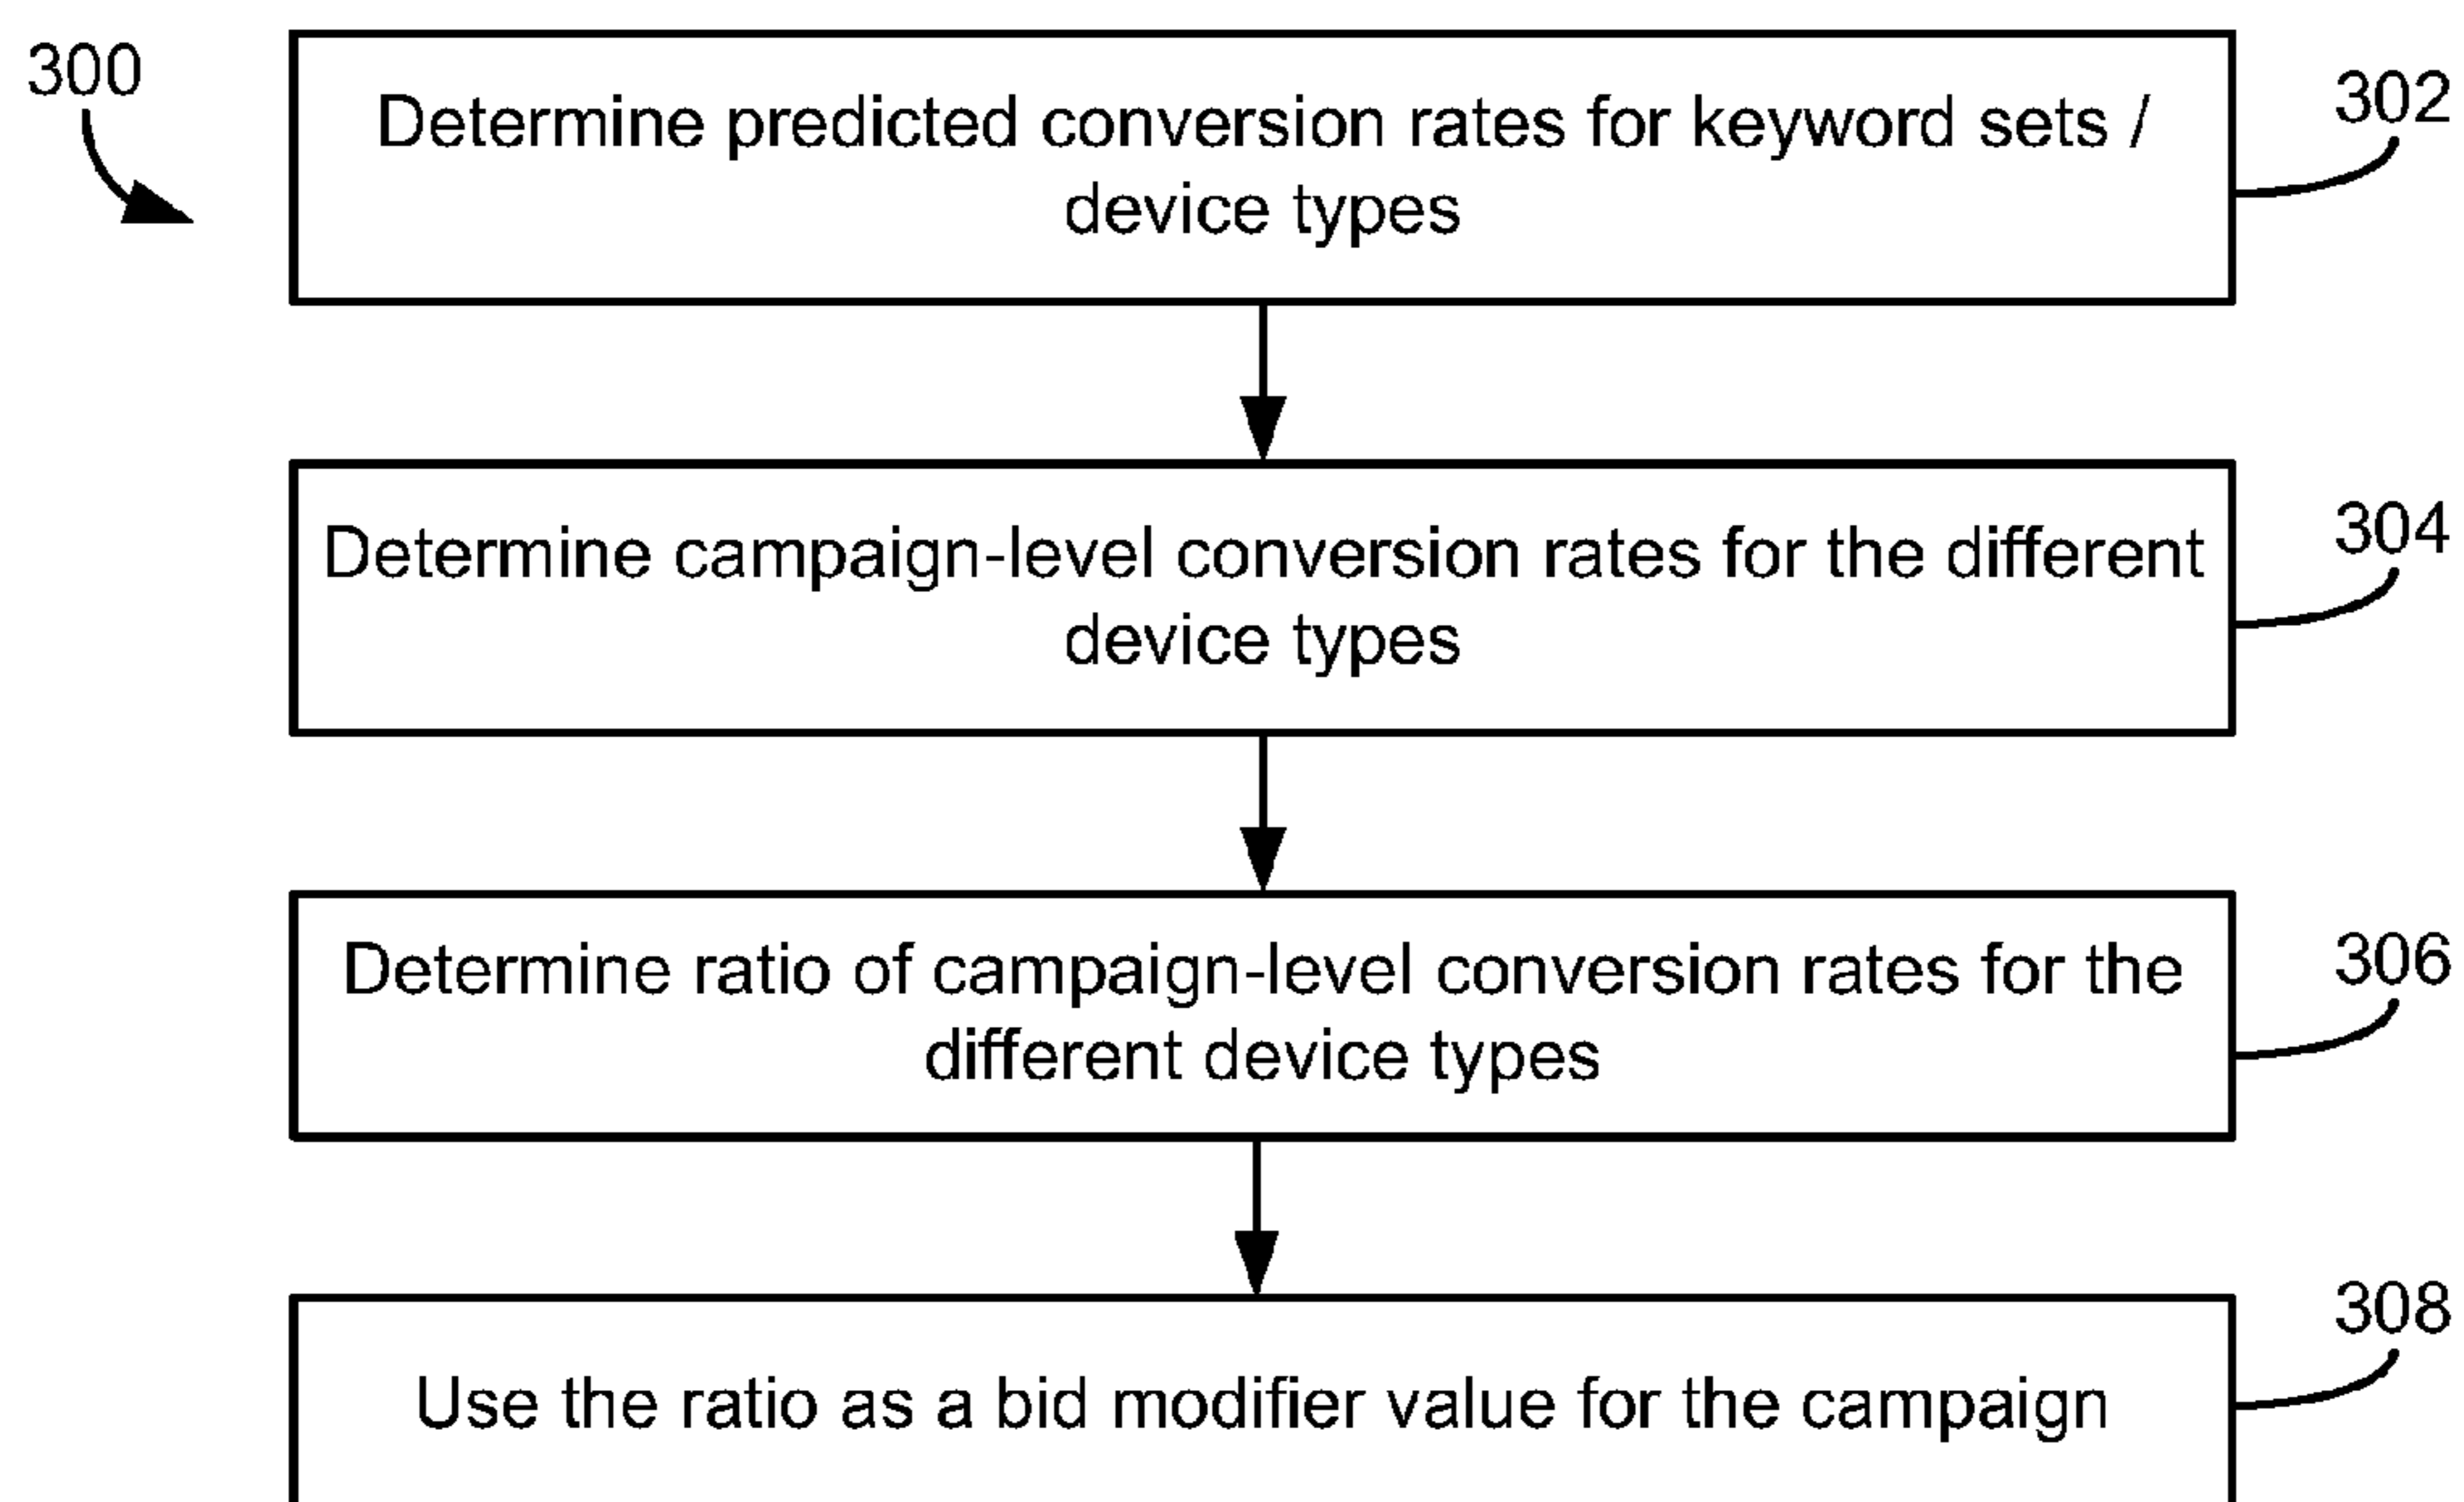 300
Determine predicted conversion rates for keyword sets /
device types
302
Determine campaign-level conversion rates for the different
device types
304
Determine ratio of campaign-level conversion rates for the
different device types
306
Use the ratio as a bid modifier value for the campaign
308